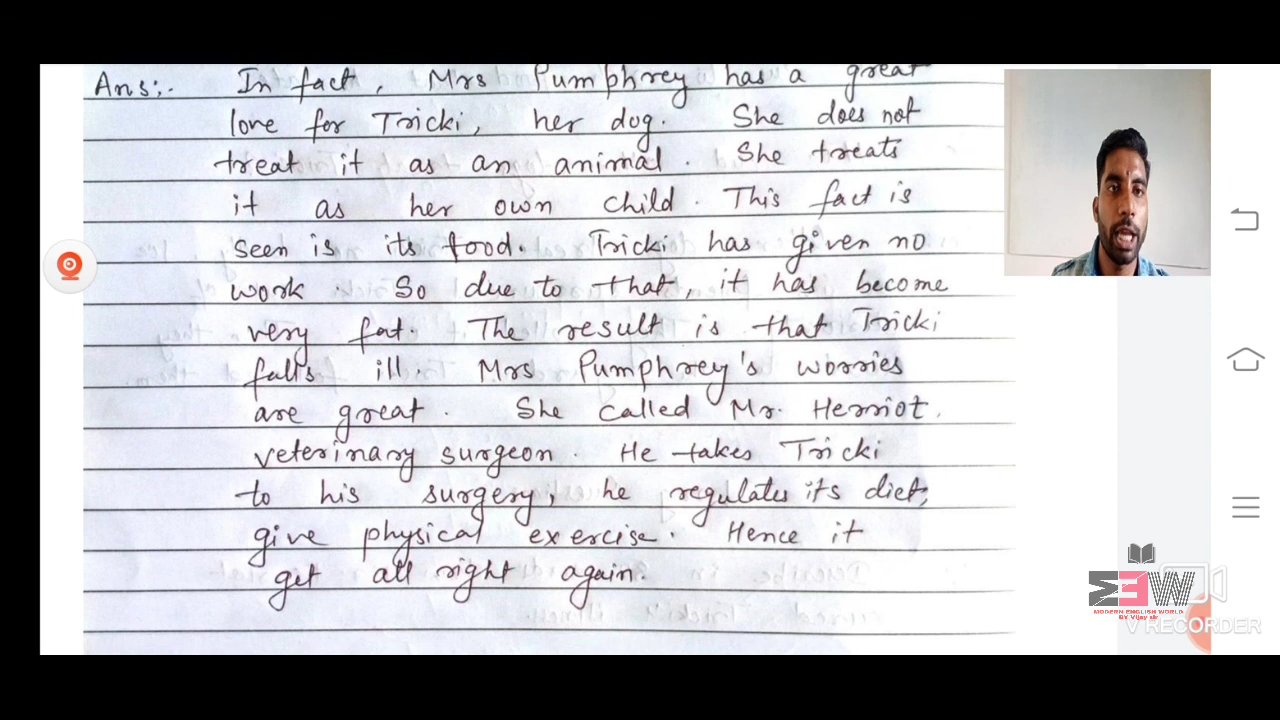 Ans:- In fact, Mrs Pumphrey has a great
love for Tricki, her dog. She does not
treat it as an animal. She treats
it as her own child. This fact is
seen is its food. Tricki has given no
work. So due to that, it has become
very fat. The result is that Tricki
falls ill. Mrs Pumphrey's worries
are great. She called Mr. Herriot,
veterinary surgeon. He takes Tricki
to his surgery, he regulates its diet,
give physical exercise. Hence it
get all right again.
MEW
MODERN ENGLISH WORLD
BY Vijay sir
V RECORDER